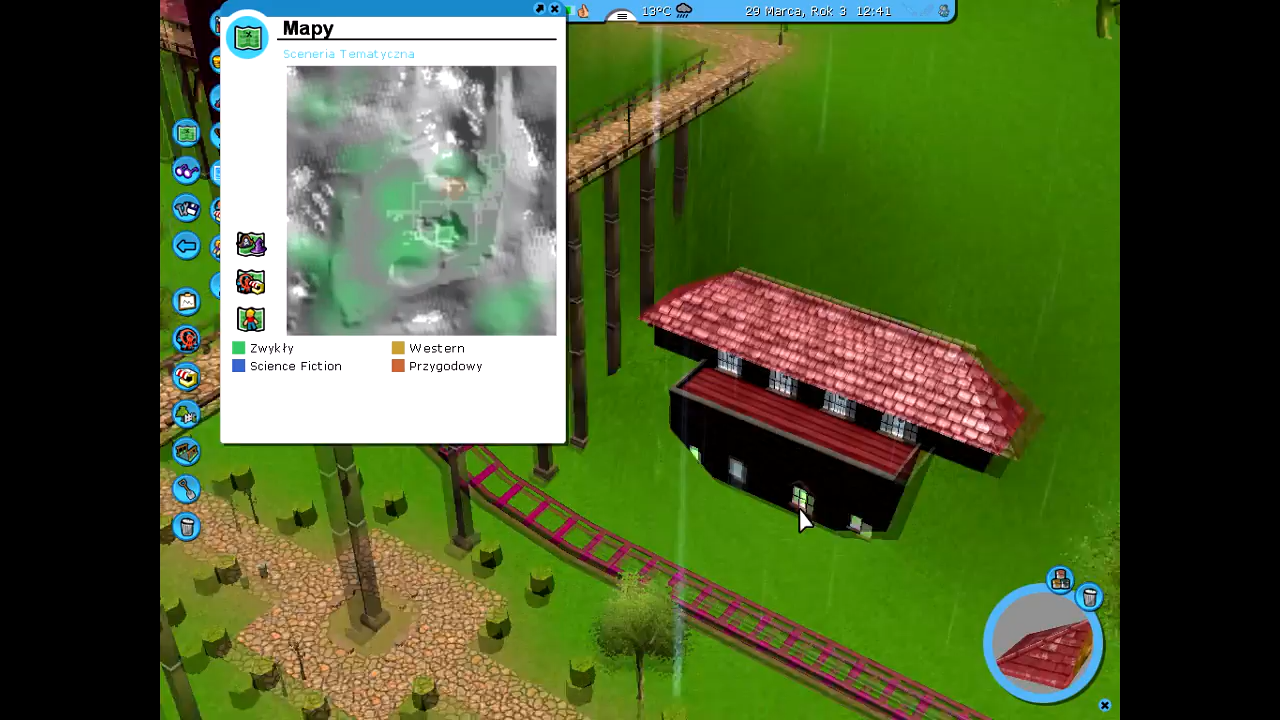 13°C 29 Marca, Rok 3 12:41
Mapy
Sceneria Tematyczna
Zwykły Western
Science Fiction Przygodowy